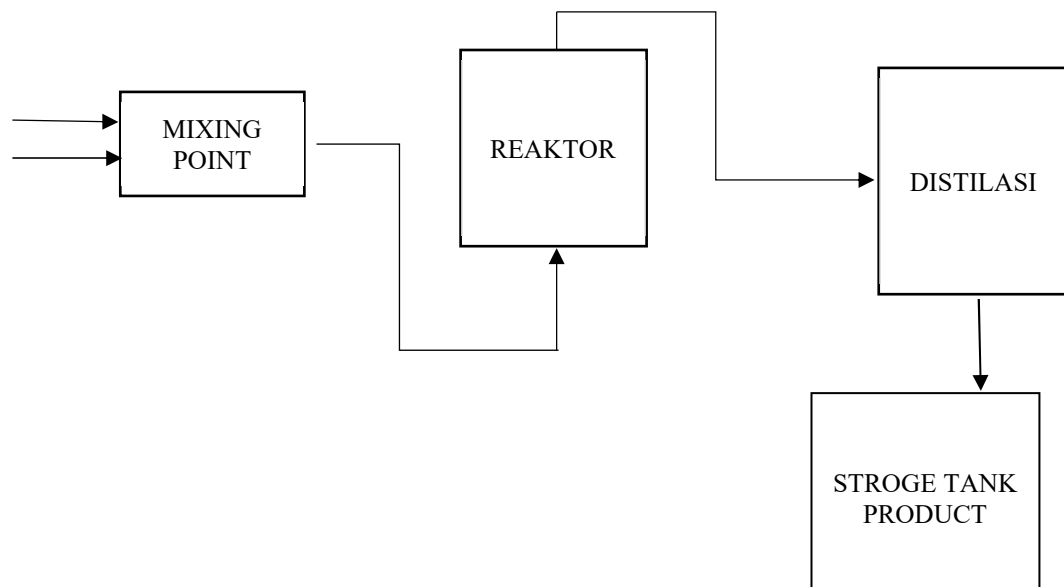 MIXING
POINT
REAKTOR
DISTILASI
STROGE TANK
PRODUCT